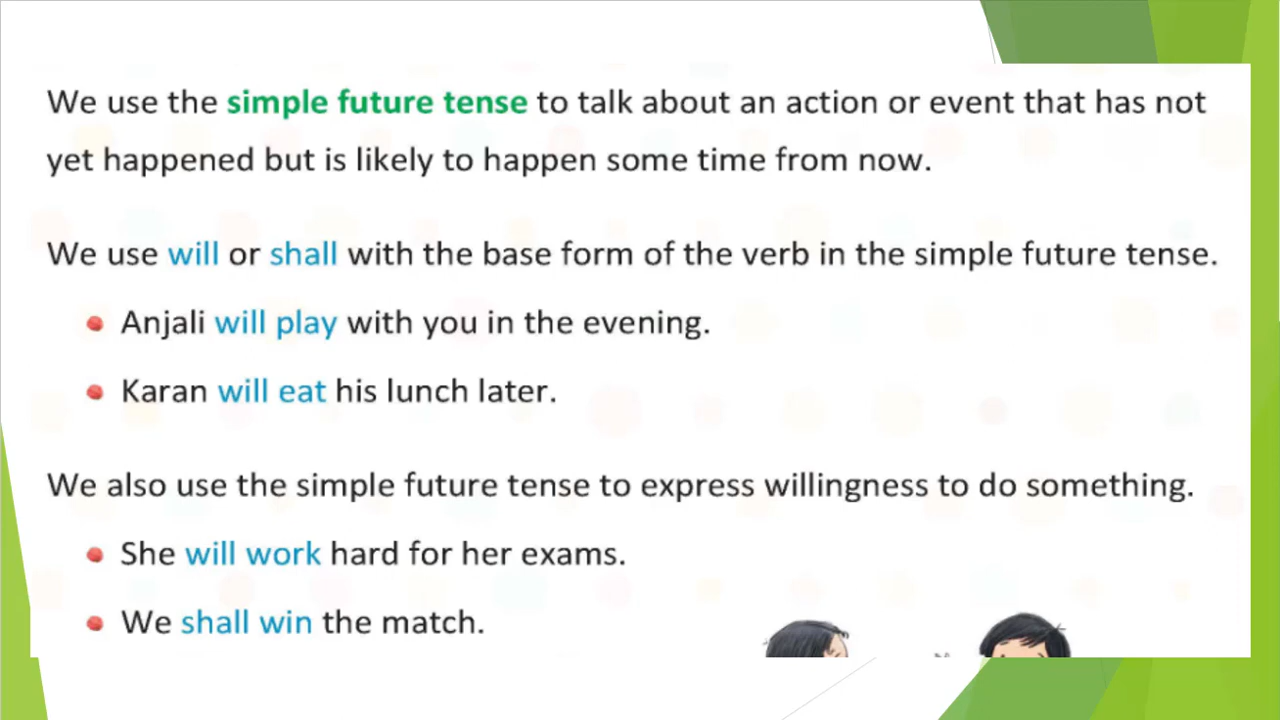 We use the simple future tense to talk about an action or event that has not
yet happened but is likely to happen some time from now.
We use will or shall with the base form of the verb in the simple future tense.
Anjali will play with you in the evening.
Karan will eat his lunch later.
We also use the simple future tense to express willingness to do something.
She will work hard for her exams.
We shall win the match.